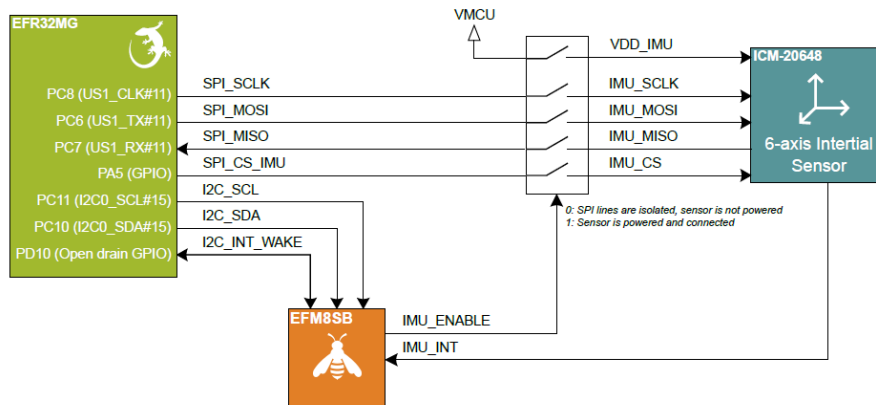 EFR32MG
PC8 (US1_CLK#11)
PC6 (US1_TX#11)
PC7 (US1_RX#11)
PA5 (GPIO)
PC11 (I2C0_SCL#15)
PC10 (I2C0_SDA#15)
PD10 (Open drain GPIO)
SPI_SCLK
SPI_MOSI
SPI_MISO
SPI_CS_IMU
I2C_SCL
I2C_SDA
I2C_INT_WAKE
VMCU
VDD_IMU
IMU_SCLK
IMU_MOSI
IMU_MISO
IMU_CS
ICM-20648
6-axis Intertial
Sensor
0: SPI lines are isolated, sensor is not powered
1: Sensor is powered and connected
EFM8SB
IMU_ENABLE
IMU_INT